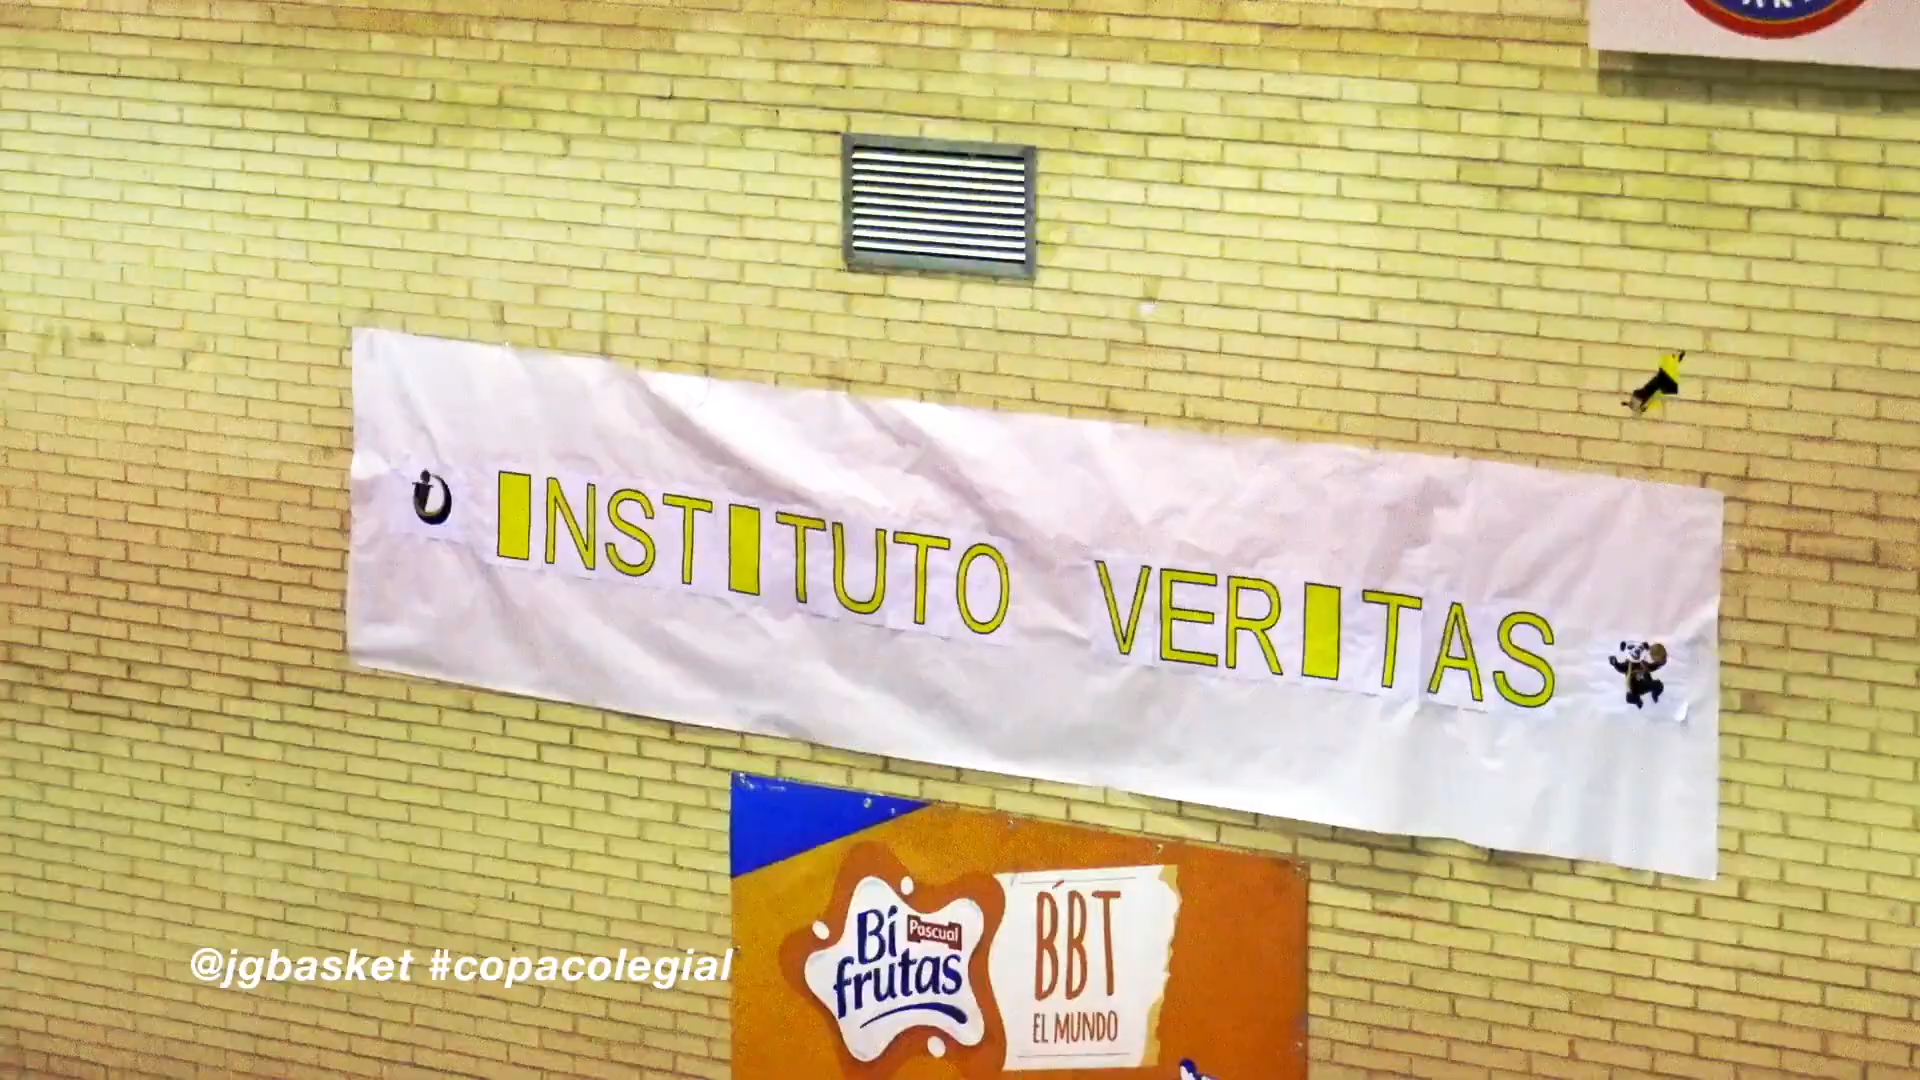 INSTITUTO VERITAS
Bi
Pascual
frutas
BBT
EL MUNDO
@jgbasket #copacolegial